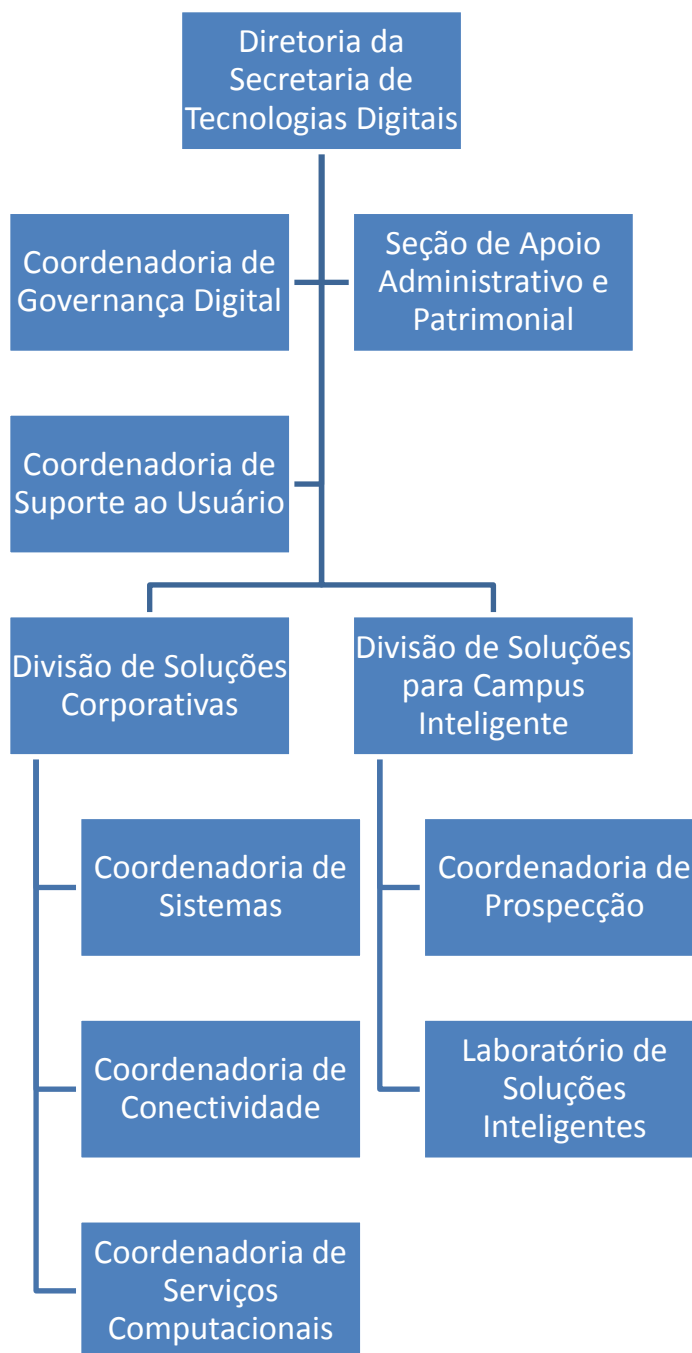 Diretoria da
Secretaria de
Tecnologias Digitais
Coordenadoria de
Governança Digital
Seção de Apoio
Administrativo e
Patrimonial
Coordenadoria de
Suporte ao Usuário
Divisão de Soluções
Corporativas
Divisão de Soluções
para Campus
Inteligente
Coordenadoria de
Sistemas
Coordenadoria de
Prospecção
Coordenadoria de
Conectividade
Laboratório de
Soluções
Inteligentes
Coordenadoria de
Serviços
Computacionais